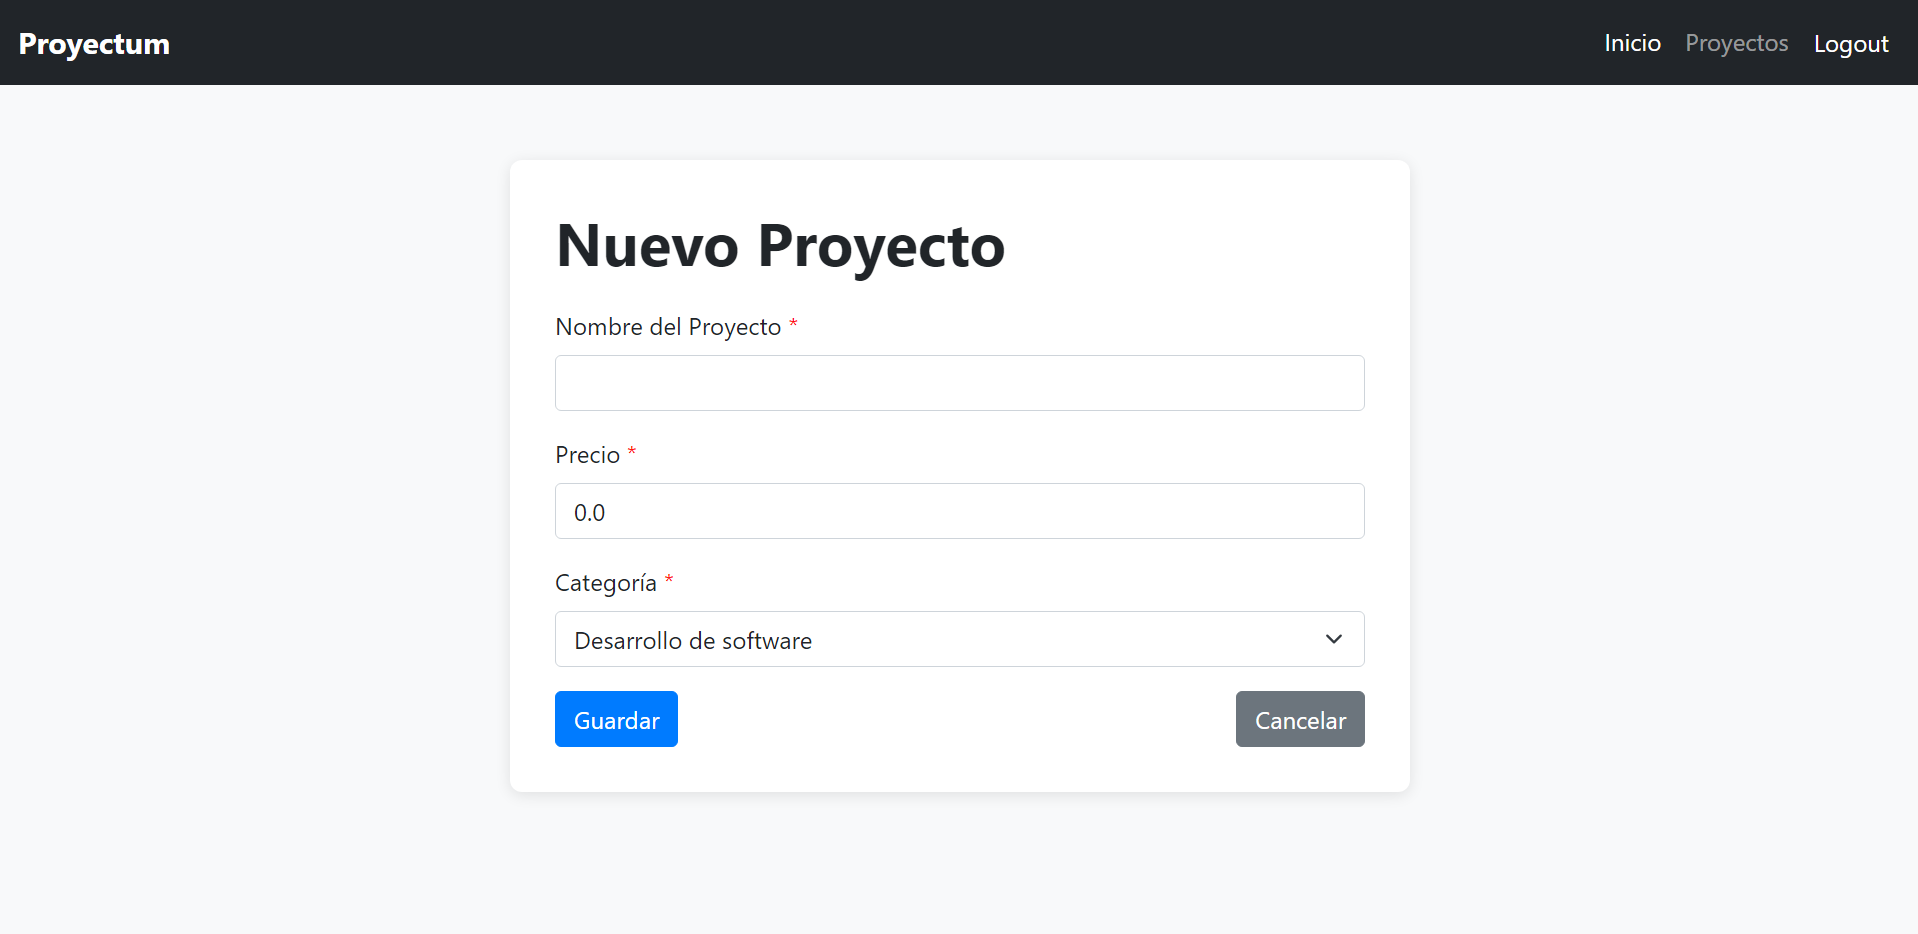 Proyectum Inicio Proyectos Logout
Nuevo Proyecto
Nombre del Proyecto *
Precio *
0.0
Categoría *
Desarrollo de software
Guardar Cancelar